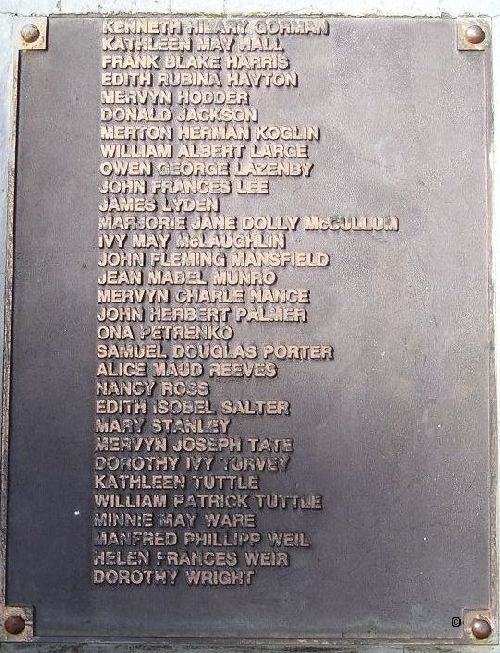 KENNETH HILARY GORMAN
KATHLEEN MAY HALL
FRANK BLAKE HARRIS
EDITH RUBINA HAYTON
MERVYN HODDER
DONALD JACKSON
MERTON HERMAN KOGLIN
WILLIAM ALBERT LARGE
OWEN GEORGE LAZENBY
JOHN FRANCES LEE
JAMES LYDEN
MARJORIE JANE DOLLY McCULLUM
IVY MAY McLAUGHLIN
JOHN FLEMING MANSFIELD
JEAN MABEL MUNRO
MERVYN CHARLE NANCE
JOHN HERBERT PALMER
ONA PETRENKO
SAMUEL DOUGLAS PORTER
ALICE MAUD REEVES
NANCY ROSS
EDITH ISOBEL SALTER
MARY STANLEY
MERVYN JOSEPH TATE
DOROTHY IVY TURVEY
KATHLEEN TUTTLE
WILLIAM PATRICK TUTTLE
MINNIE MAY WARE
MANFRED PHILLIPP WEIL
HELEN FRANCES WEIR
DOROTHY WRIGHT
©